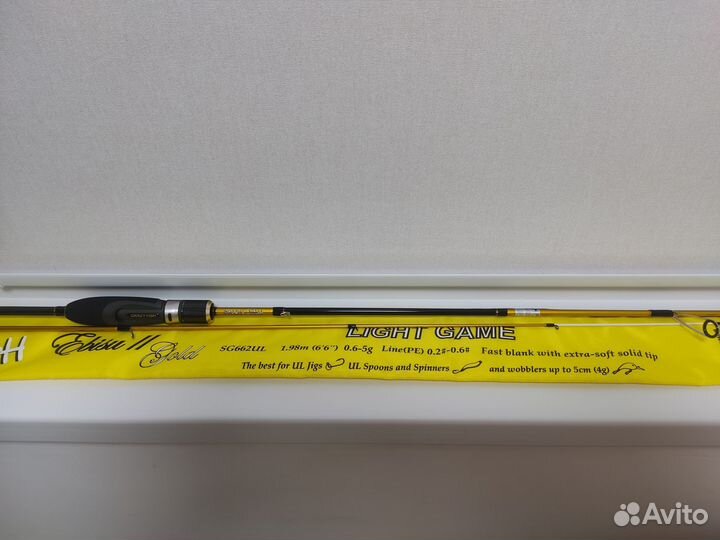 CRAZY FISH
LIGHT GAME
H Ebisu II Gold SG662UL 1.98m (6'6") 0.6-5g Line(PE) 0.2#-0.6# Fast blank with extra-soft solid tip
The best for UL Jigs UL Spoons and Spinners and wobblers up to 5cm (4g)
Avito